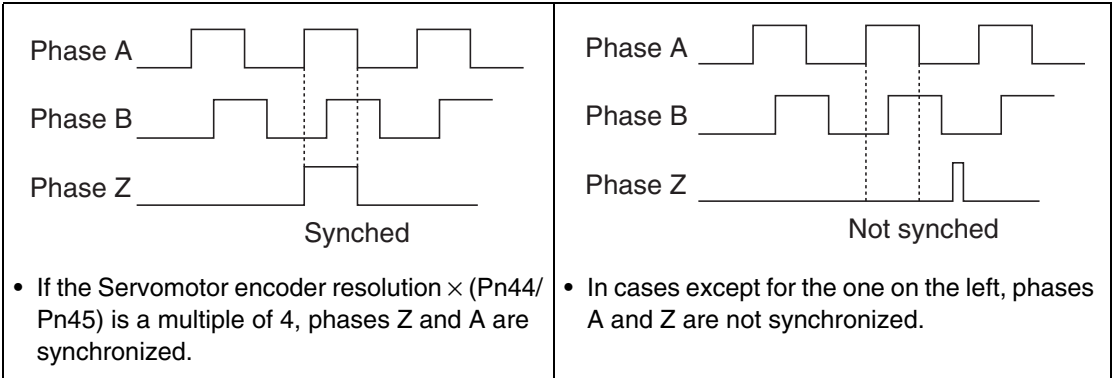 Phase A
Phase B
Phase Z
Synched
• If the Servomotor encoder resolution × (Pn44/
Pn45) is a multiple of 4, phases Z and A are
synchronized.
Phase A
Phase B
Phase Z
Not synched
• In cases except for the one on the left, phases
A and Z are not synchronized.